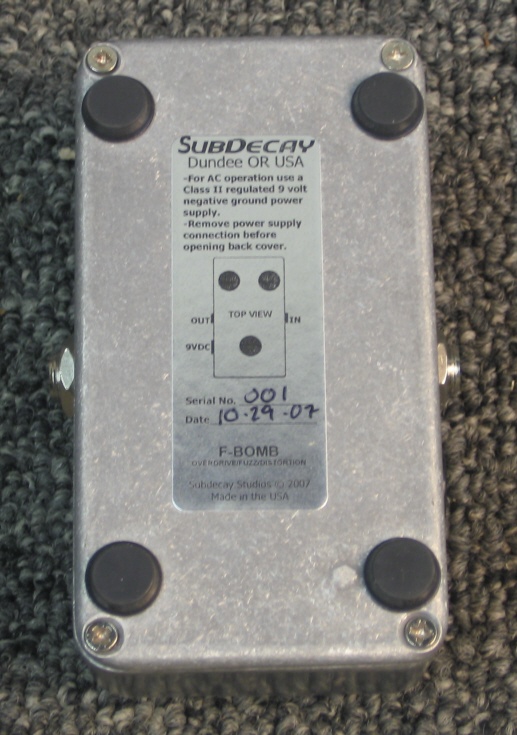 SUBDECAY
Dundee OR USA
-For AC operation use a
Class II regulated 9 volt
negative ground power
supply.
-Remove power supply
connection before
opening back cover.
OUT TOP VIEW IN
9VDC
Serial No. 001
Date 10-29-07
F-BOMB
OVERDRIVE/FUZZ/DISTORTION
Subdecay Studios © 2007
Made in the USA